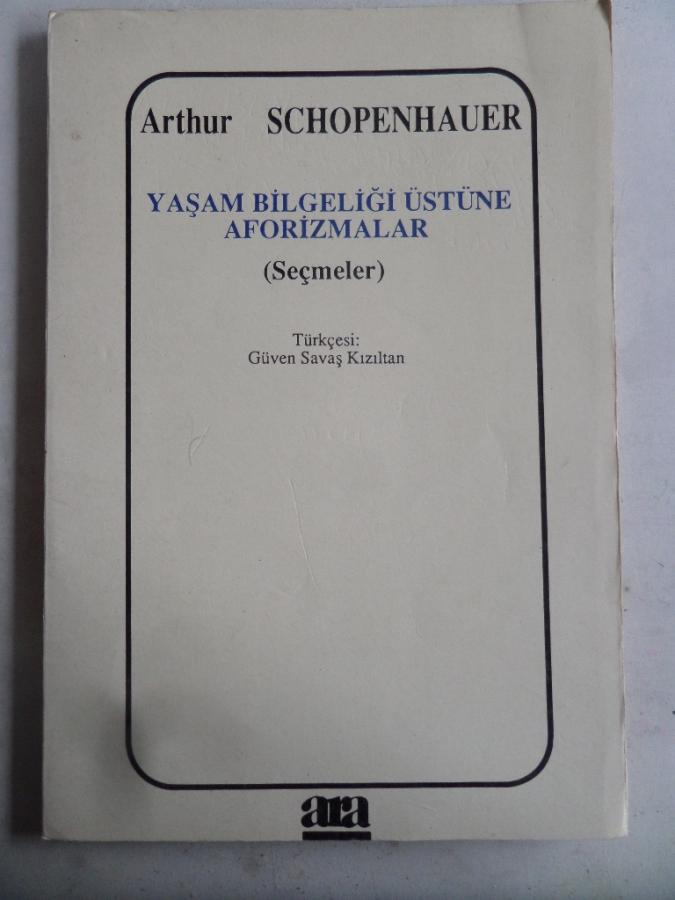 Arthur SCHOPENHAUER
YAŞAM BİLGELİĞİ ÜSTÜNE
AFORİZMALAR
(Seçmeler)
Türkçesi:
Güven Savaş Kızıltan
ara